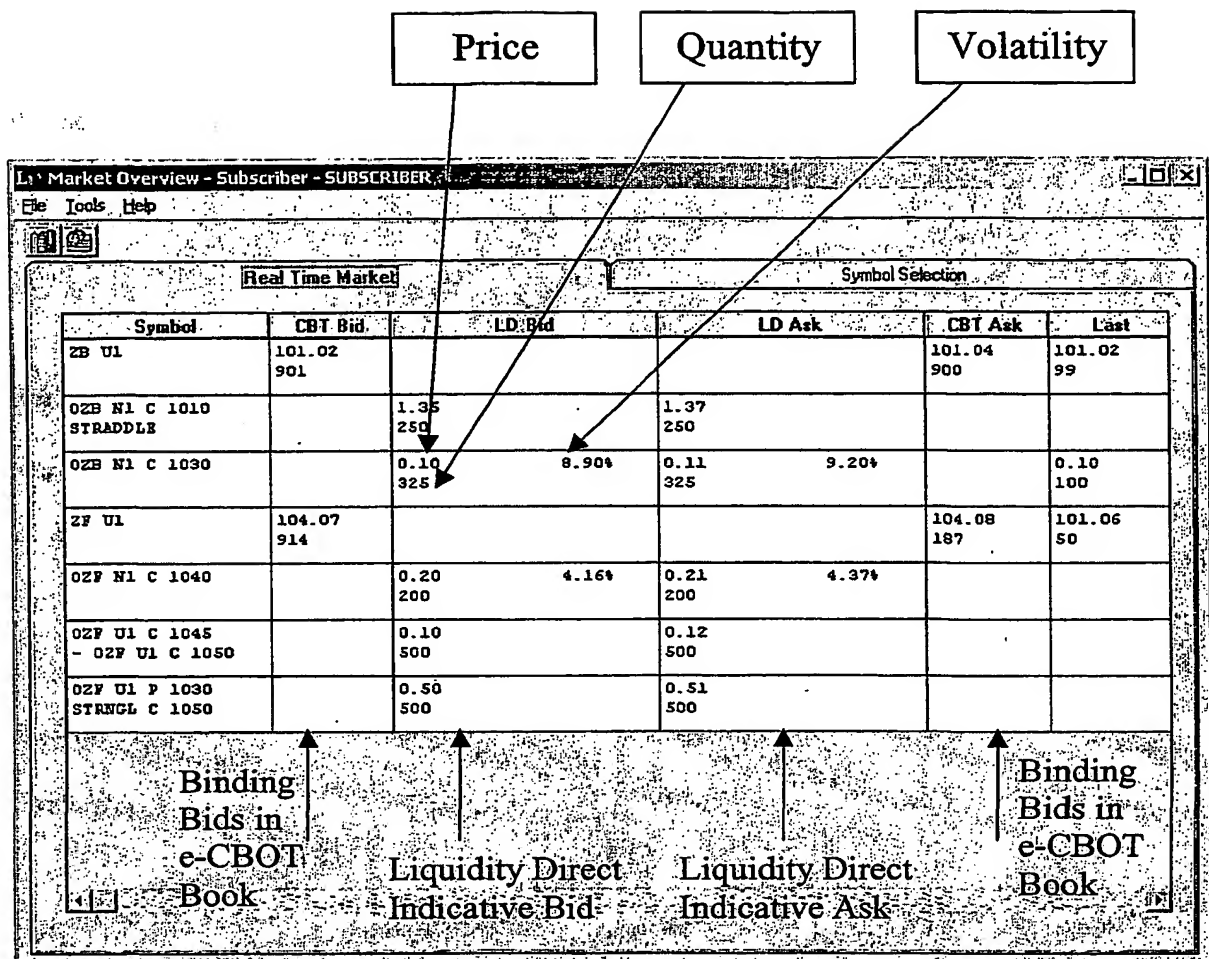 Price Quantity Volatility
Market Overview - Subscriber - SUBSCRIBER
File Tools Help
Real Time Market Symbol Selection
Symbol CBT Bid LD Bid LD Ask CBT Ask Last
ZB U1 101.02 101.04 101.02
901 900 99
OZB N1 C 1010 1.35 1.37
STRADDLE 250 250
OZB N1 C 1030 0.10 8.90% 0.11 9.20% 0.10
325 325 100
ZF U1 104.07 104.08 101.06
914 187 50
OZF N1 C 1040 0.20 4.16% 0.21 4.37%
200 200
OZF U1 C 1045 0.10 0.12
- OZF U1 C 1050 500 500
OZF U1 P 1030 0.50 0.51
STRNGL C 1050 500 500
Binding
Bids in
e-CBOT
Book
Liquidity Direct
Indicative Bid
Liquidity Direct
Indicative Ask
Binding
Bids in
e-CBOT
Book